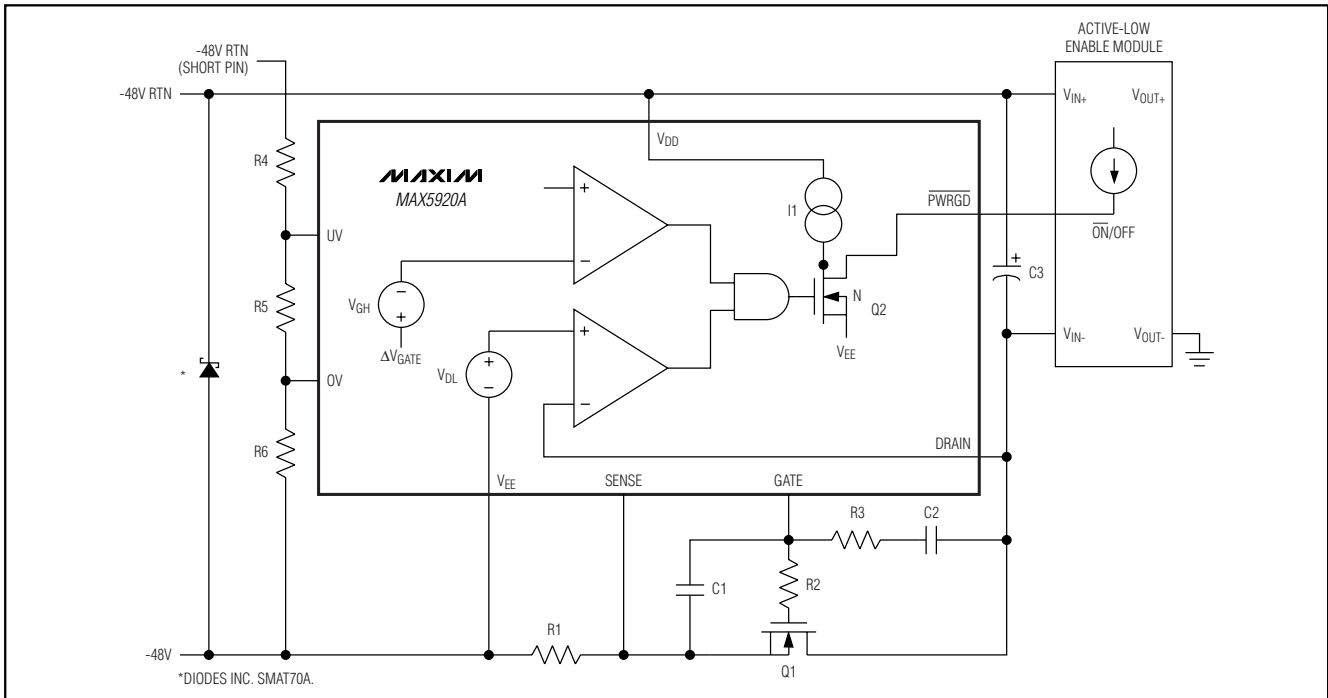 ACTIVE-LOW
ENABLE MODULE
-48V RTN
(SHORT PIN)
-48V RTN
VIN+
VOUT+
VDD
R4
MAXIM
MAX5920A
+
PWRGD
I1
ON/OFF
UV
−
+
C3
−
N
VGH
Q2
R5
+
+
VIN-
VOUT-
ΔVGATE
+
VEE
*
VDL
OV
−
−
R6
DRAIN
VEE
SENSE
GATE
R3
C2
C1
R2
R1
-48V
Q1
*DIODES INC. SMAT70A.